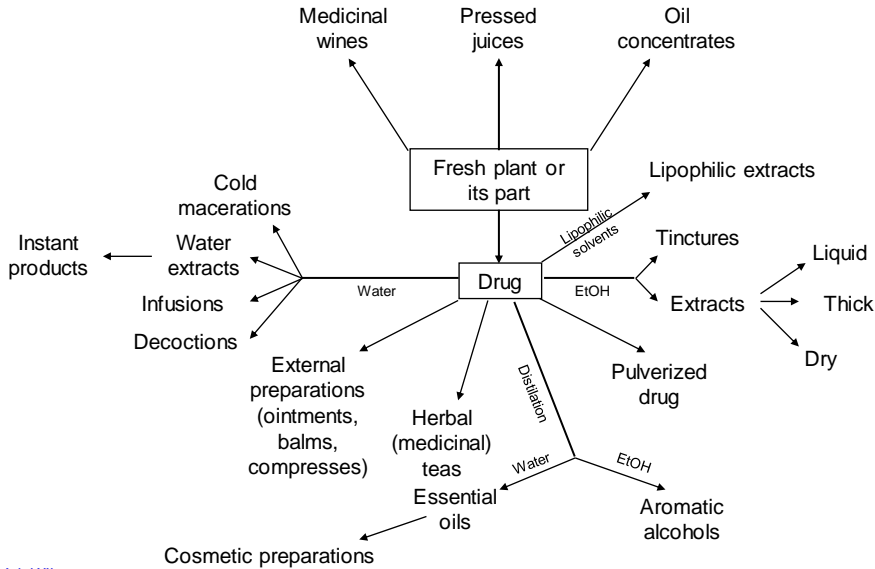 Medicinal
wines
Pressed
juices
Oil
concentrates
Fresh plant or
its part
Lipophilic extracts
Cold
macerations
Lipophilic
solvents
Tinctures
Instant
products
Water
extracts
Drug
Liquid
Water
EtOH
Infusions
Extracts
Thick
Decoctions
Dry
External
preparations
(ointments,
balms,
compresses)
Pulverized
drug
Distilation
Herbal
(medicinal)
teas
Water
EtOH
Essential
oils
Aromatic
alcohols
Cosmetic preparations